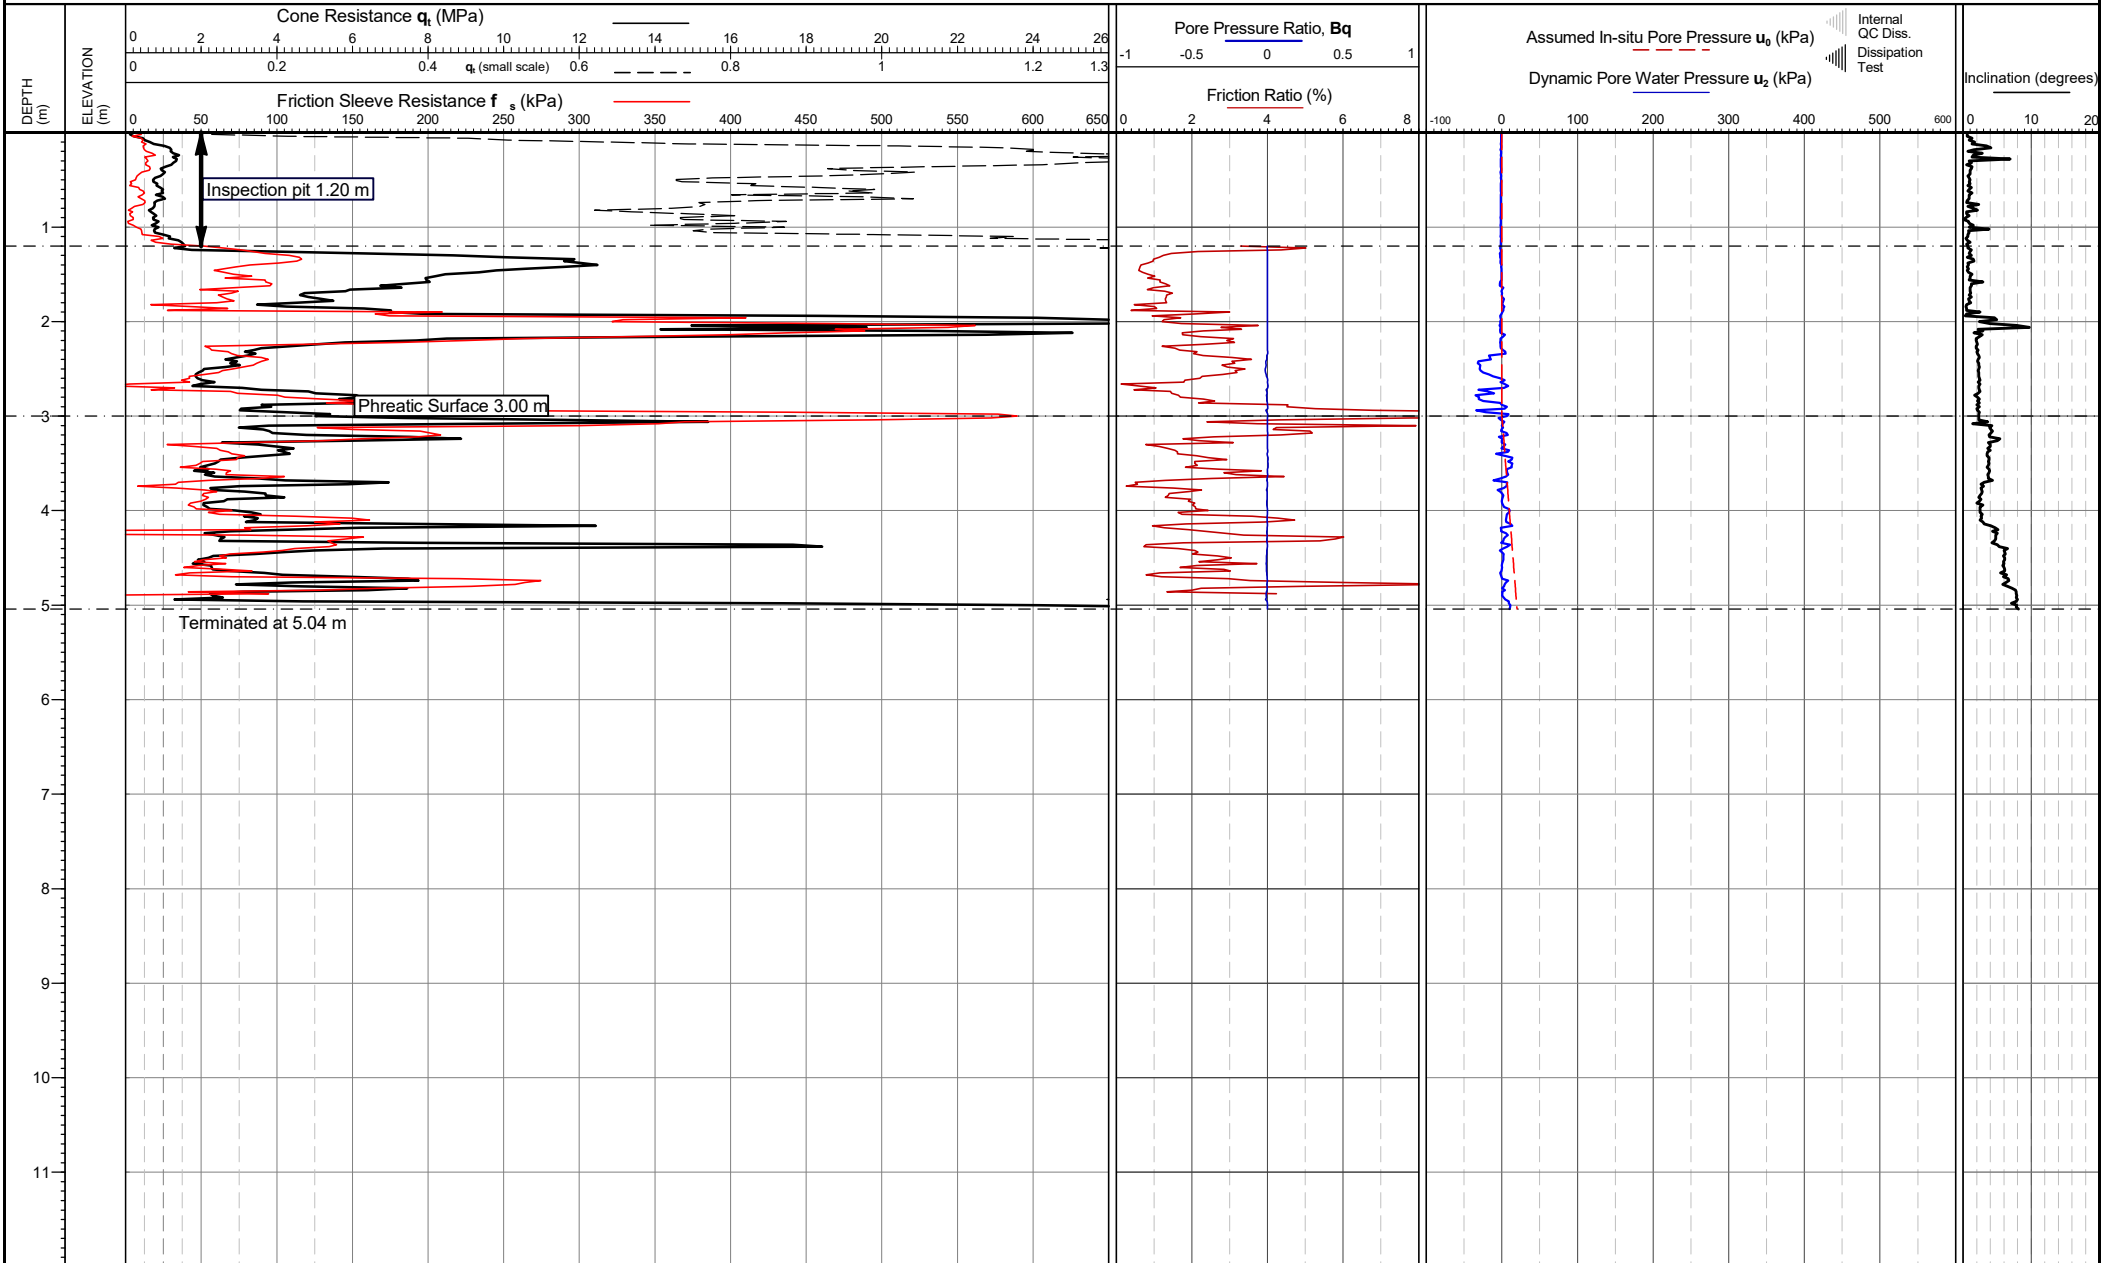 Cone Resistance qt (MPa)
0 2 4 6 8 10 12 14 16 18 20 22 24 26
0 0.2 0.4 qt (small scale) 0.6 0.8 1 1.2 1.3
Friction Sleeve Resistance f s (kPa)
0 50 100 150 200 250 300 350 400 450 500 550 600 650
DEPTH
(m)
ELEVATION
(m)
Pore Pressure Ratio, Bq
-1 -0.5 0 0.5 1
Friction Ratio (%)
0 2 4 6 8
Assumed In-situ Pore Pressure u0 (kPa)
Dynamic Pore Water Pressure u2 (kPa)
-100 0 100 200 300 400 500 600
Internal
QC Diss.
Dissipation
Test
Inclination (degrees)
0 10 20
Inspection pit 1.20 m
1
2
Phreatic Surface 3.00 m
3
4
5
Terminated at 5.04 m
6
7
8
9
10
11